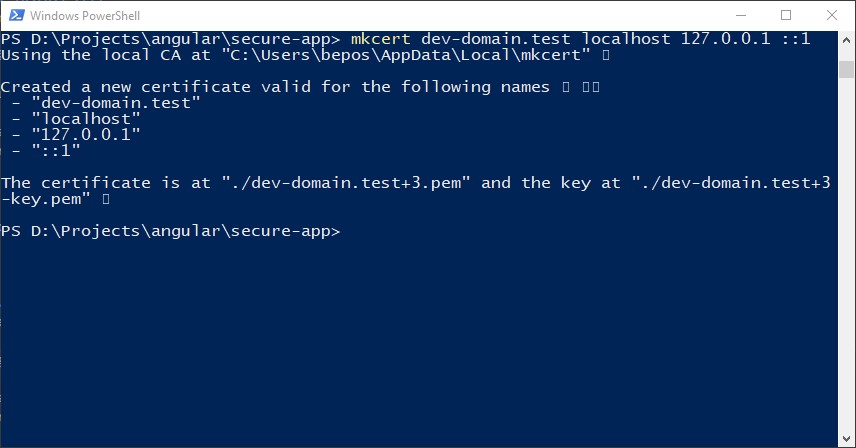 Windows PowerShell
PS D:\Projects\angular\secure-app> mkcert dev-domain.test localhost 127.0.0.1 ::1
Using the local CA at "C:\Users\bepos\AppData\Local\mkcert" ▯
Created a new certificate valid for the following names ▯ ▯▯
- "dev-domain.test"
- "localhost"
- "127.0.0.1"
- "::1"
The certificate is at "./dev-domain.test+3.pem" and the key at "./dev-domain.test+3
-key.pem" ▯
PS D:\Projects\angular\secure-app>